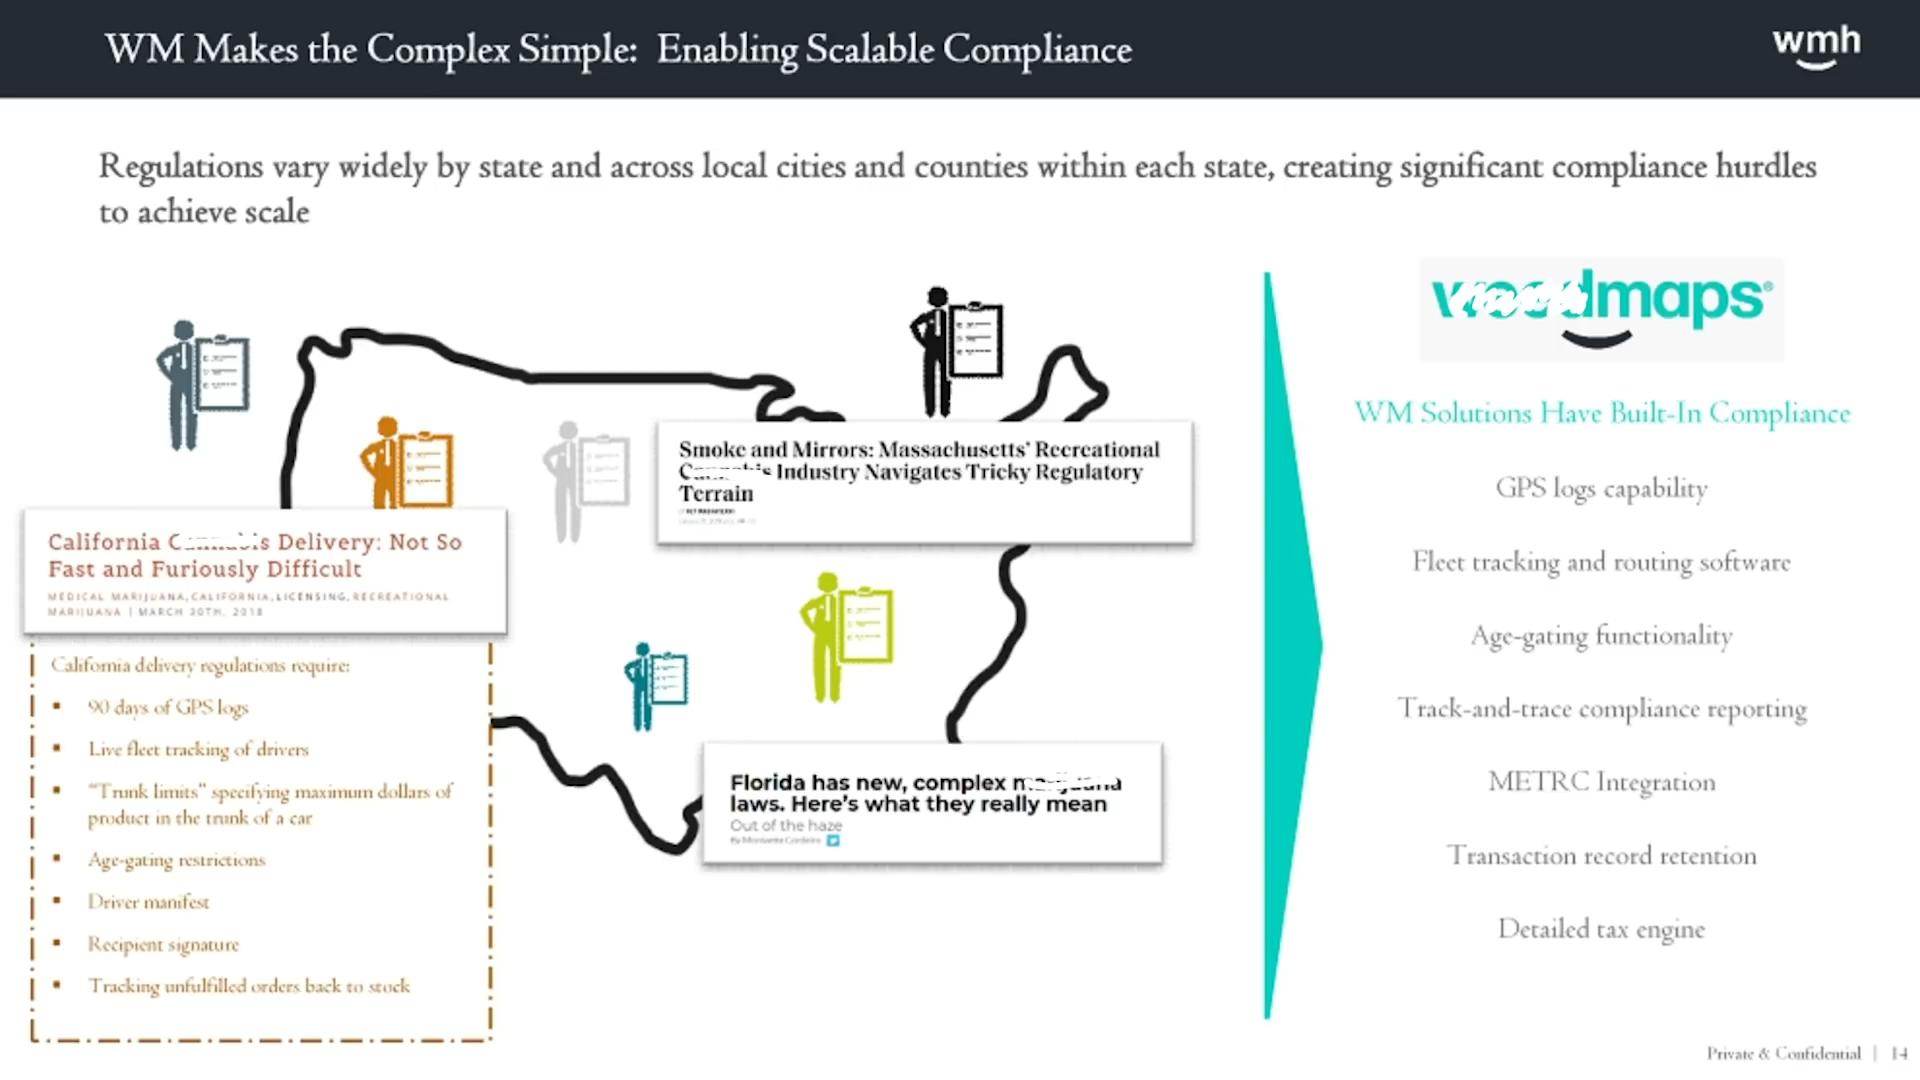 WM Makes the Complex Simple: Enabling Scalable Compliance
wmh
Regulations vary widely by state and across local cities and counties within each state, creating significant compliance hurdles
to achieve scale
Smoke and Mirrors: Massachusetts' Recreational
Industry Navigates Tricky Regulatory
Terrain
California Delivery: Not So
Fast and Furiously Difficult
MEDICAL MARIJUANA, CALIFORNIA, LICENSING, RECREATIONAL
MARIJUANA | MARCH 30TH, 2018
California delivery regulations require:
▪ 90 days of GPS logs
▪ Live fleet tracking of drivers
▪ “Trunk limits” specifying maximum dollars of
product in the trunk of a car
▪ Age-gating restrictions
▪ Driver manifest
▪ Recipient signature
▪ Tracking unfulfilled orders back to stock
Florida has new, complex
laws. Here's what they really mean
Out of the haze
WM Solutions Have Built-In Compliance
GPS logs capability
Fleet tracking and routing software
Age-gating functionality
Track-and-trace compliance reporting
METRC Integration
Transaction record retention
Detailed tax engine
Private & Confidential | 14